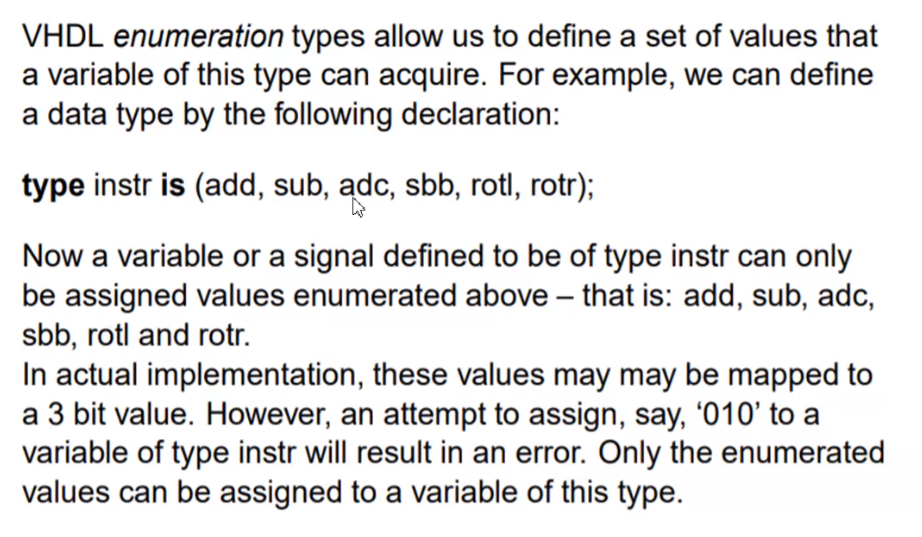 VHDL enumeration types allow us to define a set of values that
a variable of this type can acquire. For example, we can define
a data type by the following declaration:
type instr is (add, sub, adc, sbb, rotl, rotr);
Now a variable or a signal defined to be of type instr can only
be assigned values enumerated above – that is: add, sub, adc,
sbb, rotl and rotr.
In actual implementation, these values may may be mapped to
a 3 bit value. However, an attempt to assign, say, ‘010’ to a
variable of type instr will result in an error. Only the enumerated
values can be assigned to a variable of this type.